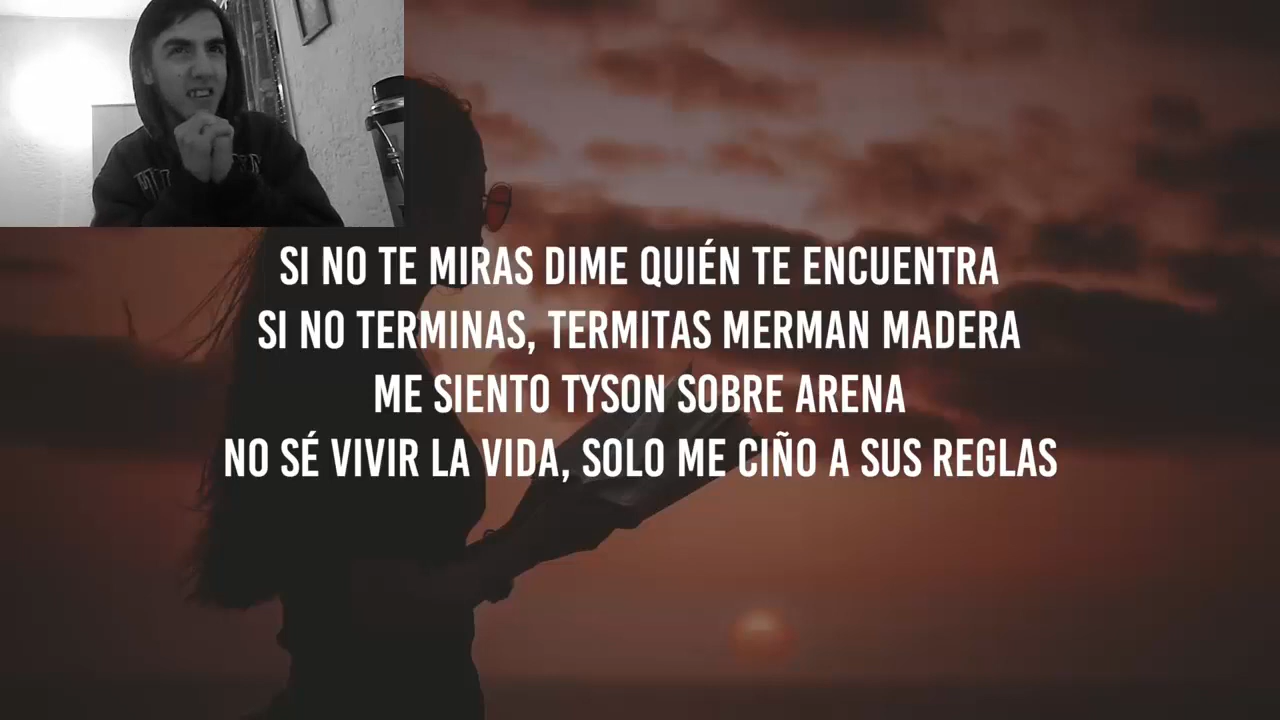 SI NO TE MIRAS DIME QUIÉN TE ENCUENTRA
SI NO TERMINAS, TERMITAS MERMAN MADERA
ME SIENTO TYSON SOBRE ARENA
NO SÉ VIVIR LA VIDA, SOLO ME CIÑO A SUS REGLAS